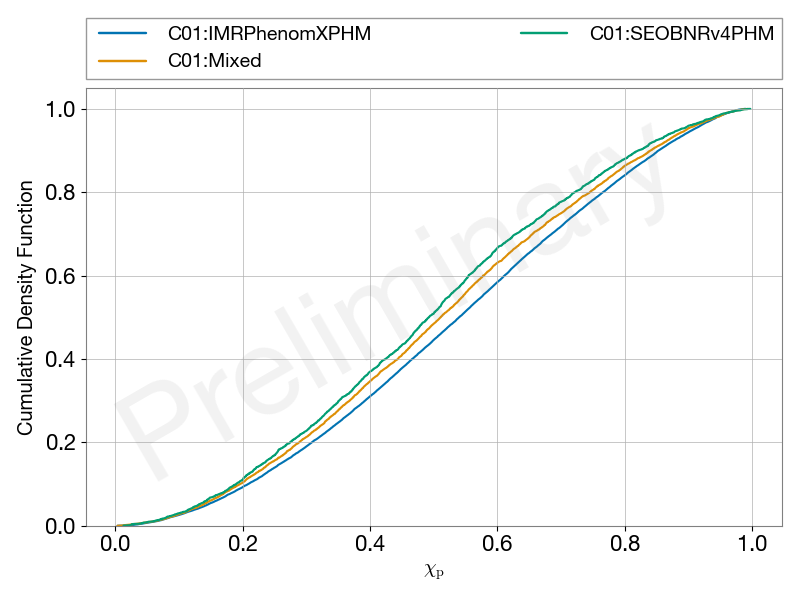 C01:IMRPhenomXPHM
C01:Mixed
C01:SEOBNRv4PHM
Preliminary
Cumulative Density Function
1.0
0.8
0.6
0.4
0.2
0.0
0.0 0.2 0.4 0.6 0.8 1.0
χp